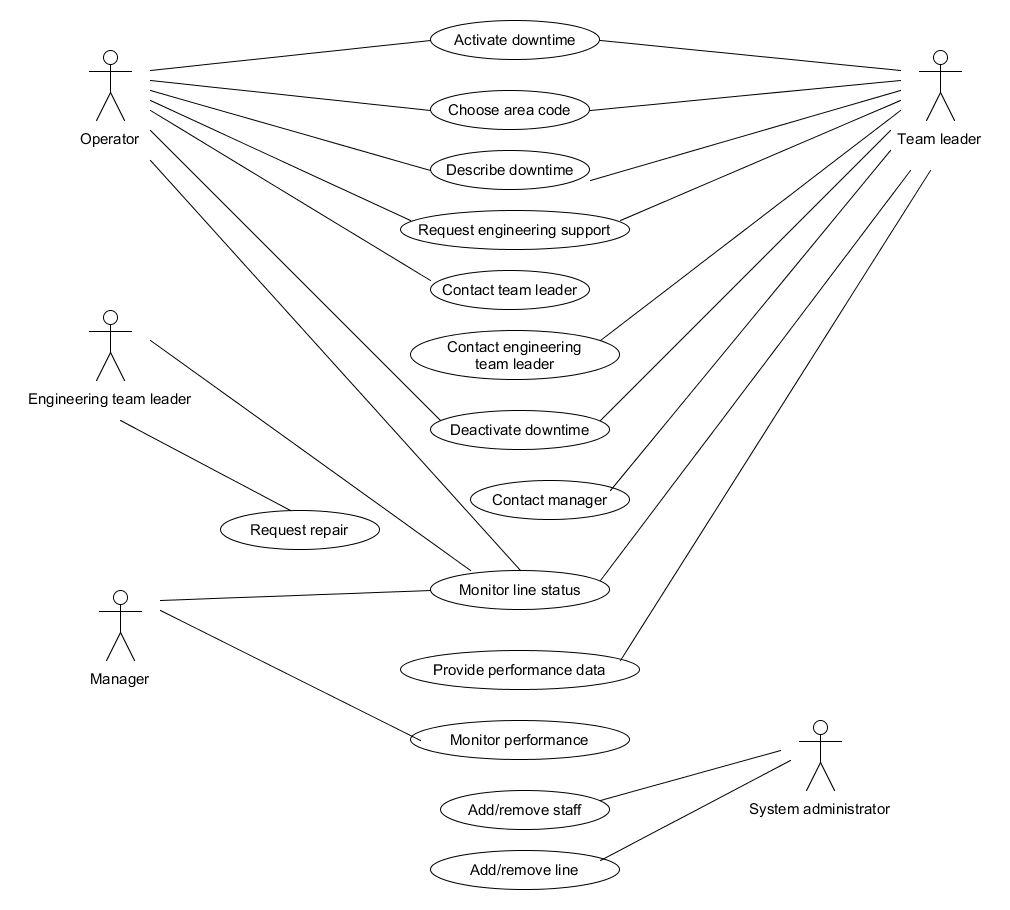 Activate downtime
Operator
Team leader
Choose area code
Describe downtime
Request engineering support
Contact team leader
Contact engineering
team leader
Engineering team leader
Deactivate downtime
Contact manager
Request repair
Monitor line status
Manager
Provide performance data
Monitor performance
System administrator
Add/remove staff
Add/remove line